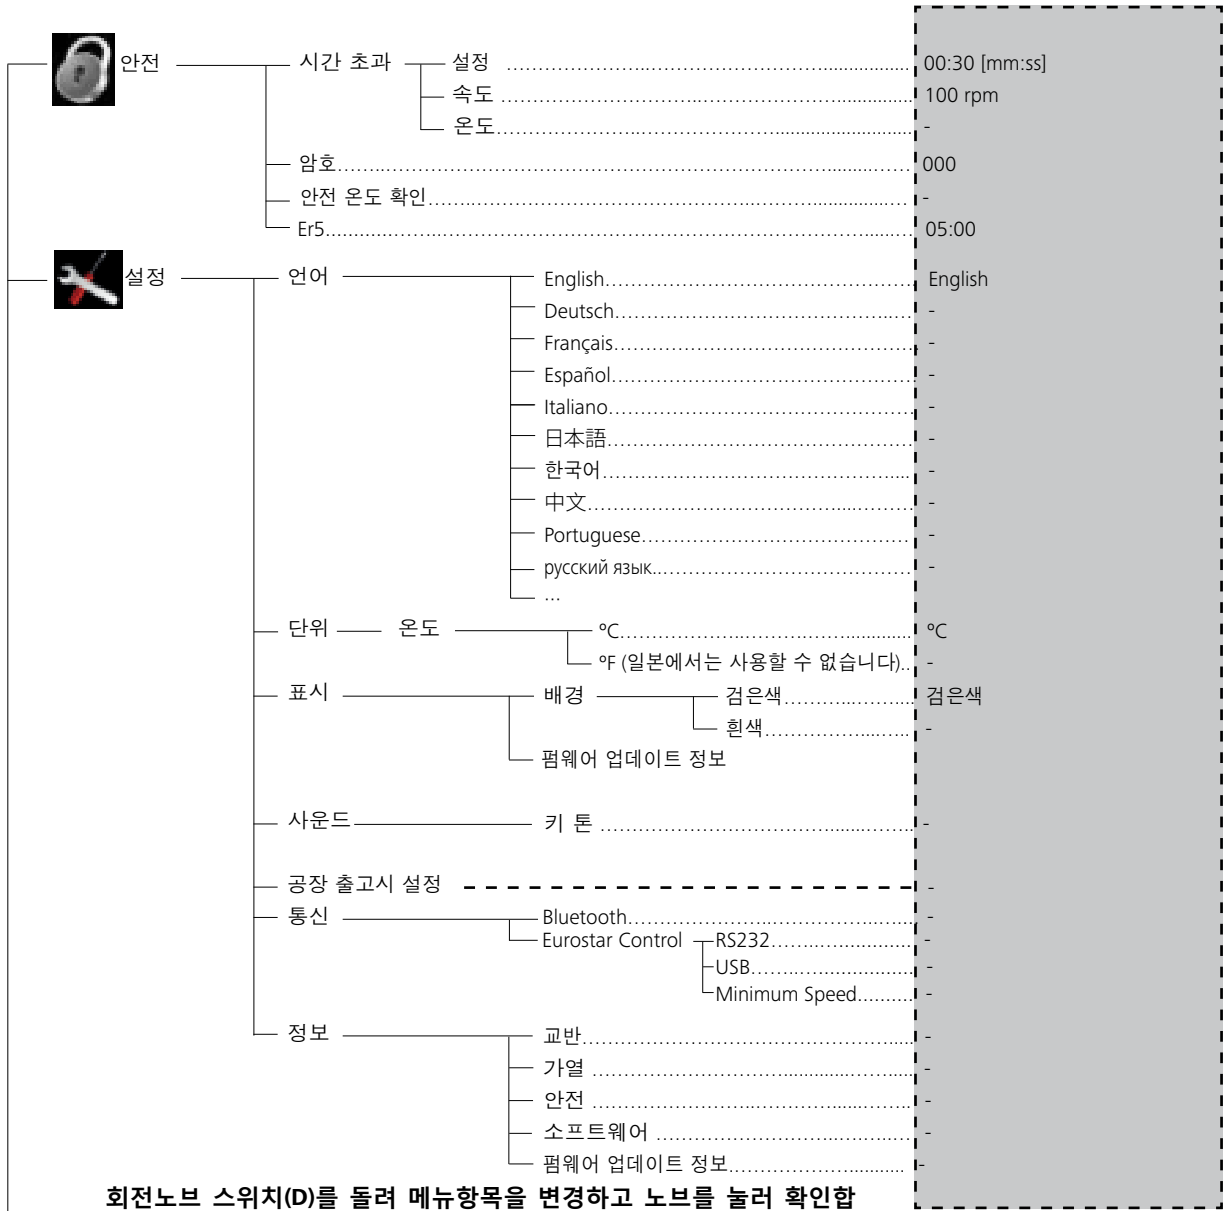 안전 시간 초과 설정 00:30 [mm:ss]
속도 100 rpm
온도 -
암호 000
안전 온도 확인 -
Er5 05:00
설정 언어 English English
Deutsch -
Français -
Español -
Italiano -
日本語 -
한국어 -
中文 -
Portuguese -
русский язык -
...
단위 온도 ºC ºC
ºF (일본에서는 사용할 수 없습니다) -
표시 배경 검은색 검은색
흰색 -
펌웨어 업데이트 정보
사운드 키 톤 -
공장 출고시 설정 -
통신 Bluetooth -
Eurostar Control RS232 -
USB -
Minimum Speed -
정보 교반 -
가열 -
안전 -
소프트웨어 -
펌웨어 업데이트 정보 -
회전노브 스위치(D)를 돌려 메뉴항목을 변경하고 노브를 눌러 확인합